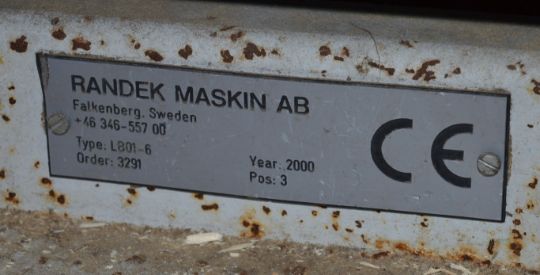 RANDEK MASKIN AB
Falkenberg. Sweden
+46 346-557 00
Type: LB01-6
Order: 3291
Year. 2000
Pos: 3
CE